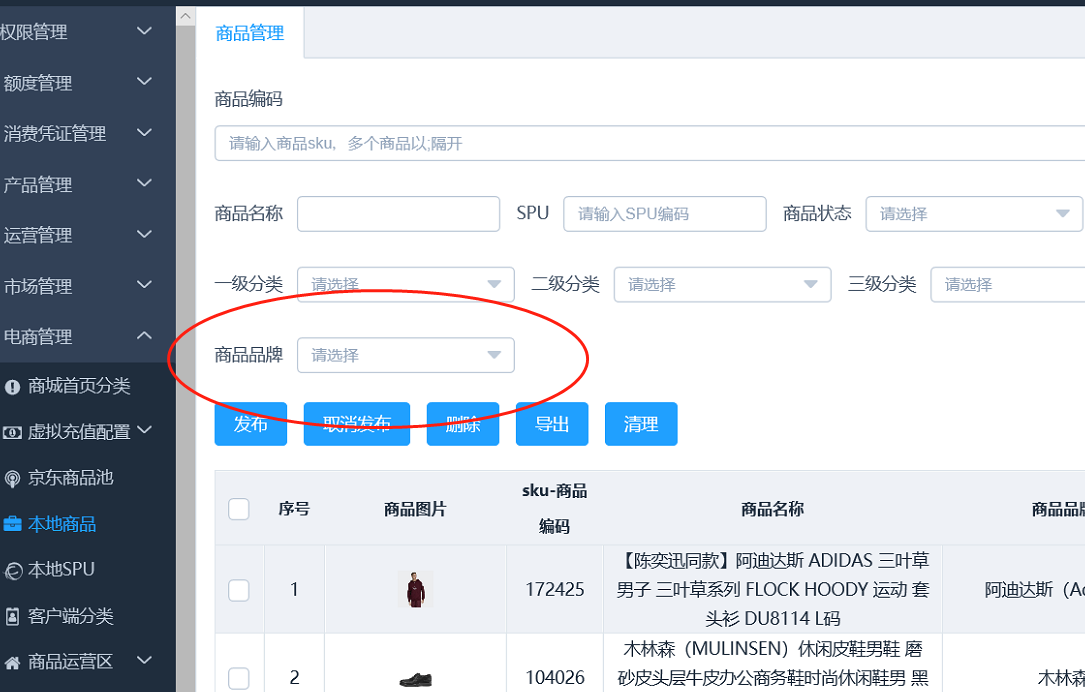 权限管理
额度管理
消费凭证管理
产品管理
运营管理
市场管理
电商管理
商城首页分类
虚拟充值配置
京东商品池
本地商品
本地SPU
客户端分类
商品运营区
商品管理
商品编码
请输入商品sku, 多个商品以;隔开
商品名称 SPU 请输入SPU编码 商品状态 请选择
一级分类 请选择 二级分类 请选择 三级分类 请选择
商品品牌 请选择
发布 取消发布 删除 导出 清理
序号 商品图片 sku-商品 商品名称 商品品牌
编码
【陈奕迅同款】阿迪达斯 ADIDAS 三叶草
1 172425 男子 三叶草系列 FLOCK HOODY 运动 套 阿迪达斯（Ad
头衫 DU8114 L码
木林森（MULINSEN）休闲皮鞋男鞋 磨
2 104026 砂皮头层牛皮办公商务鞋时尚休闲鞋男 黑 木林森